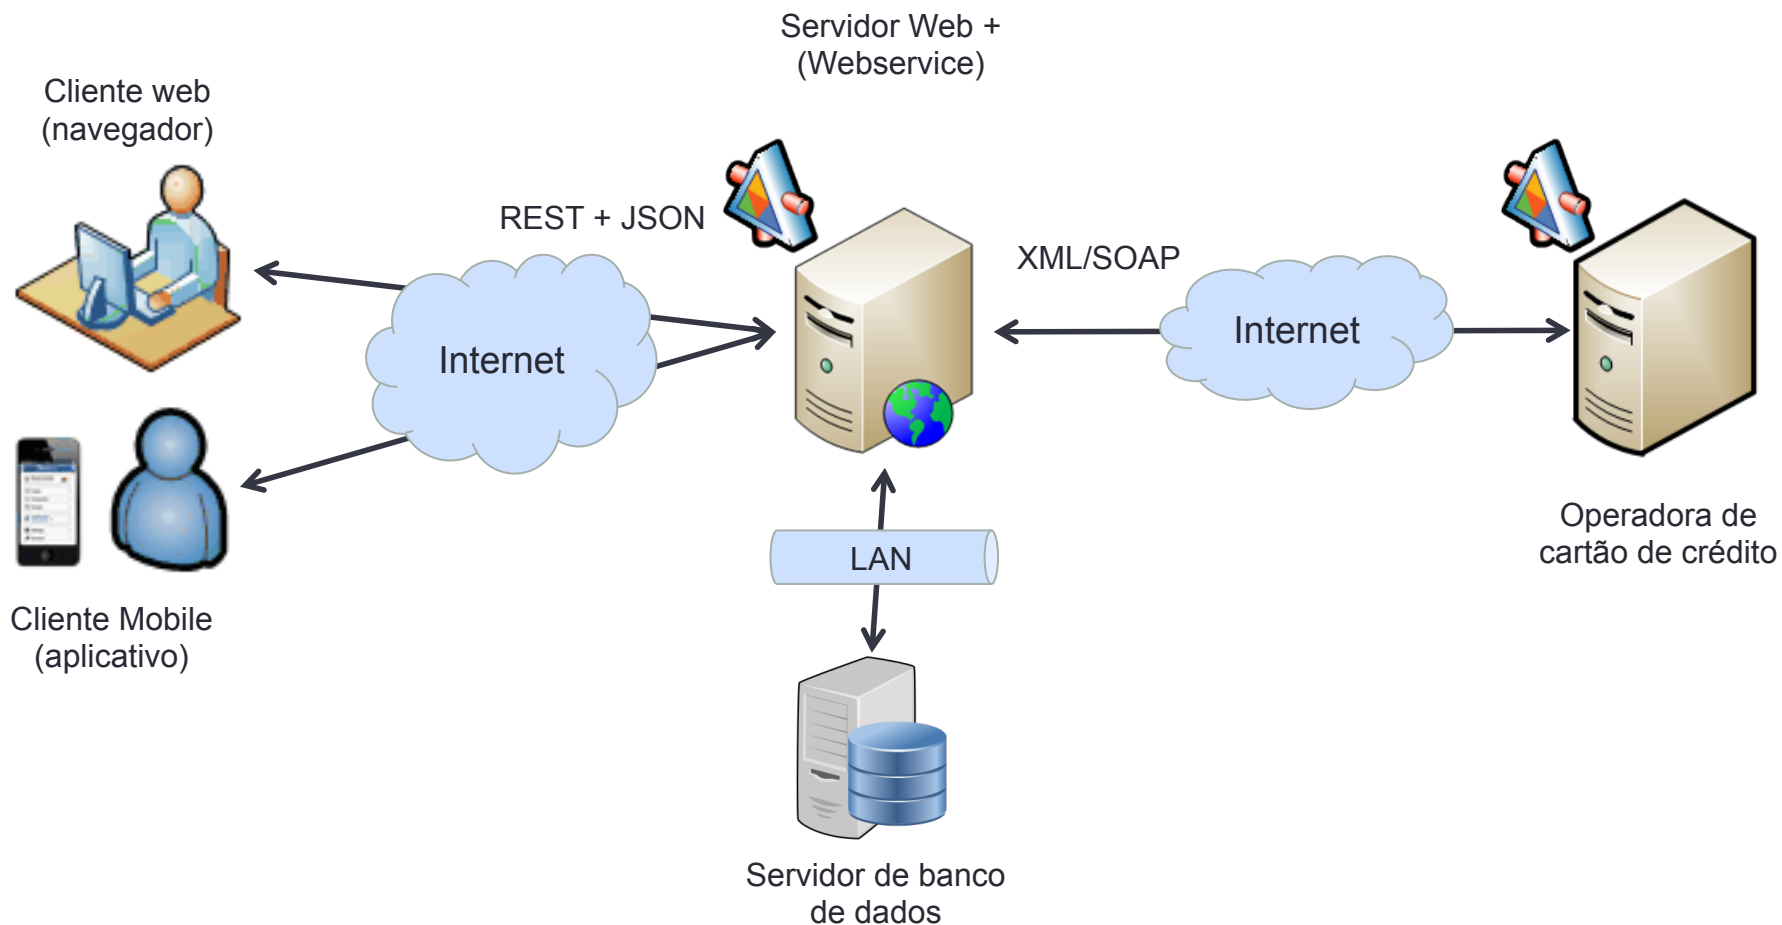 Servidor Web +
(Webservice)
Cliente web
(navegador)
REST + JSON
XML/SOAP
Internet
Internet
LAN
Operadora de
cartão de crédito
Cliente Mobile
(aplicativo)
Servidor de banco
de dados